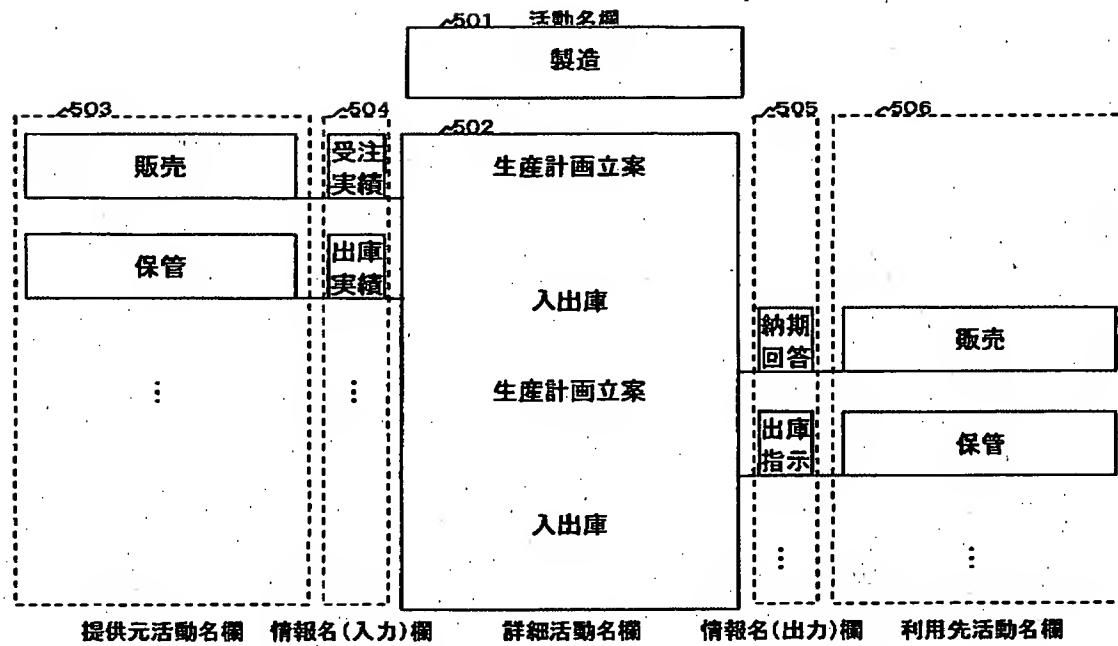 501 活動名欄
製造
503
504
502
505
506
販売
受注
実績
生産計画立案
保管
出庫
実績
入出庫
納期
回答
販売
生産計画立案
出庫
指示
保管
入出庫
提供元活動名欄
情報名(入力)欄
詳細活動名欄
情報名(出力)欄
利用先活動名欄